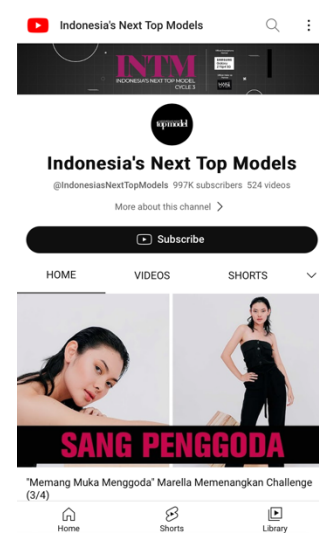 Indonesia's Next Top Models
INTM
INDONESIA'S NEXT TOP MODEL
CYCLE 3
top model
Indonesia's Next Top Models
@IndonesiasNextTopModels 997K subscribers 524 videos
More about this channel
Subscribe
HOME VIDEOS SHORTS
SANG PENGGODA
"Memang Muka Menggoda" Marella Memenangkan Challenge
(3/4)
Home Shorts Library